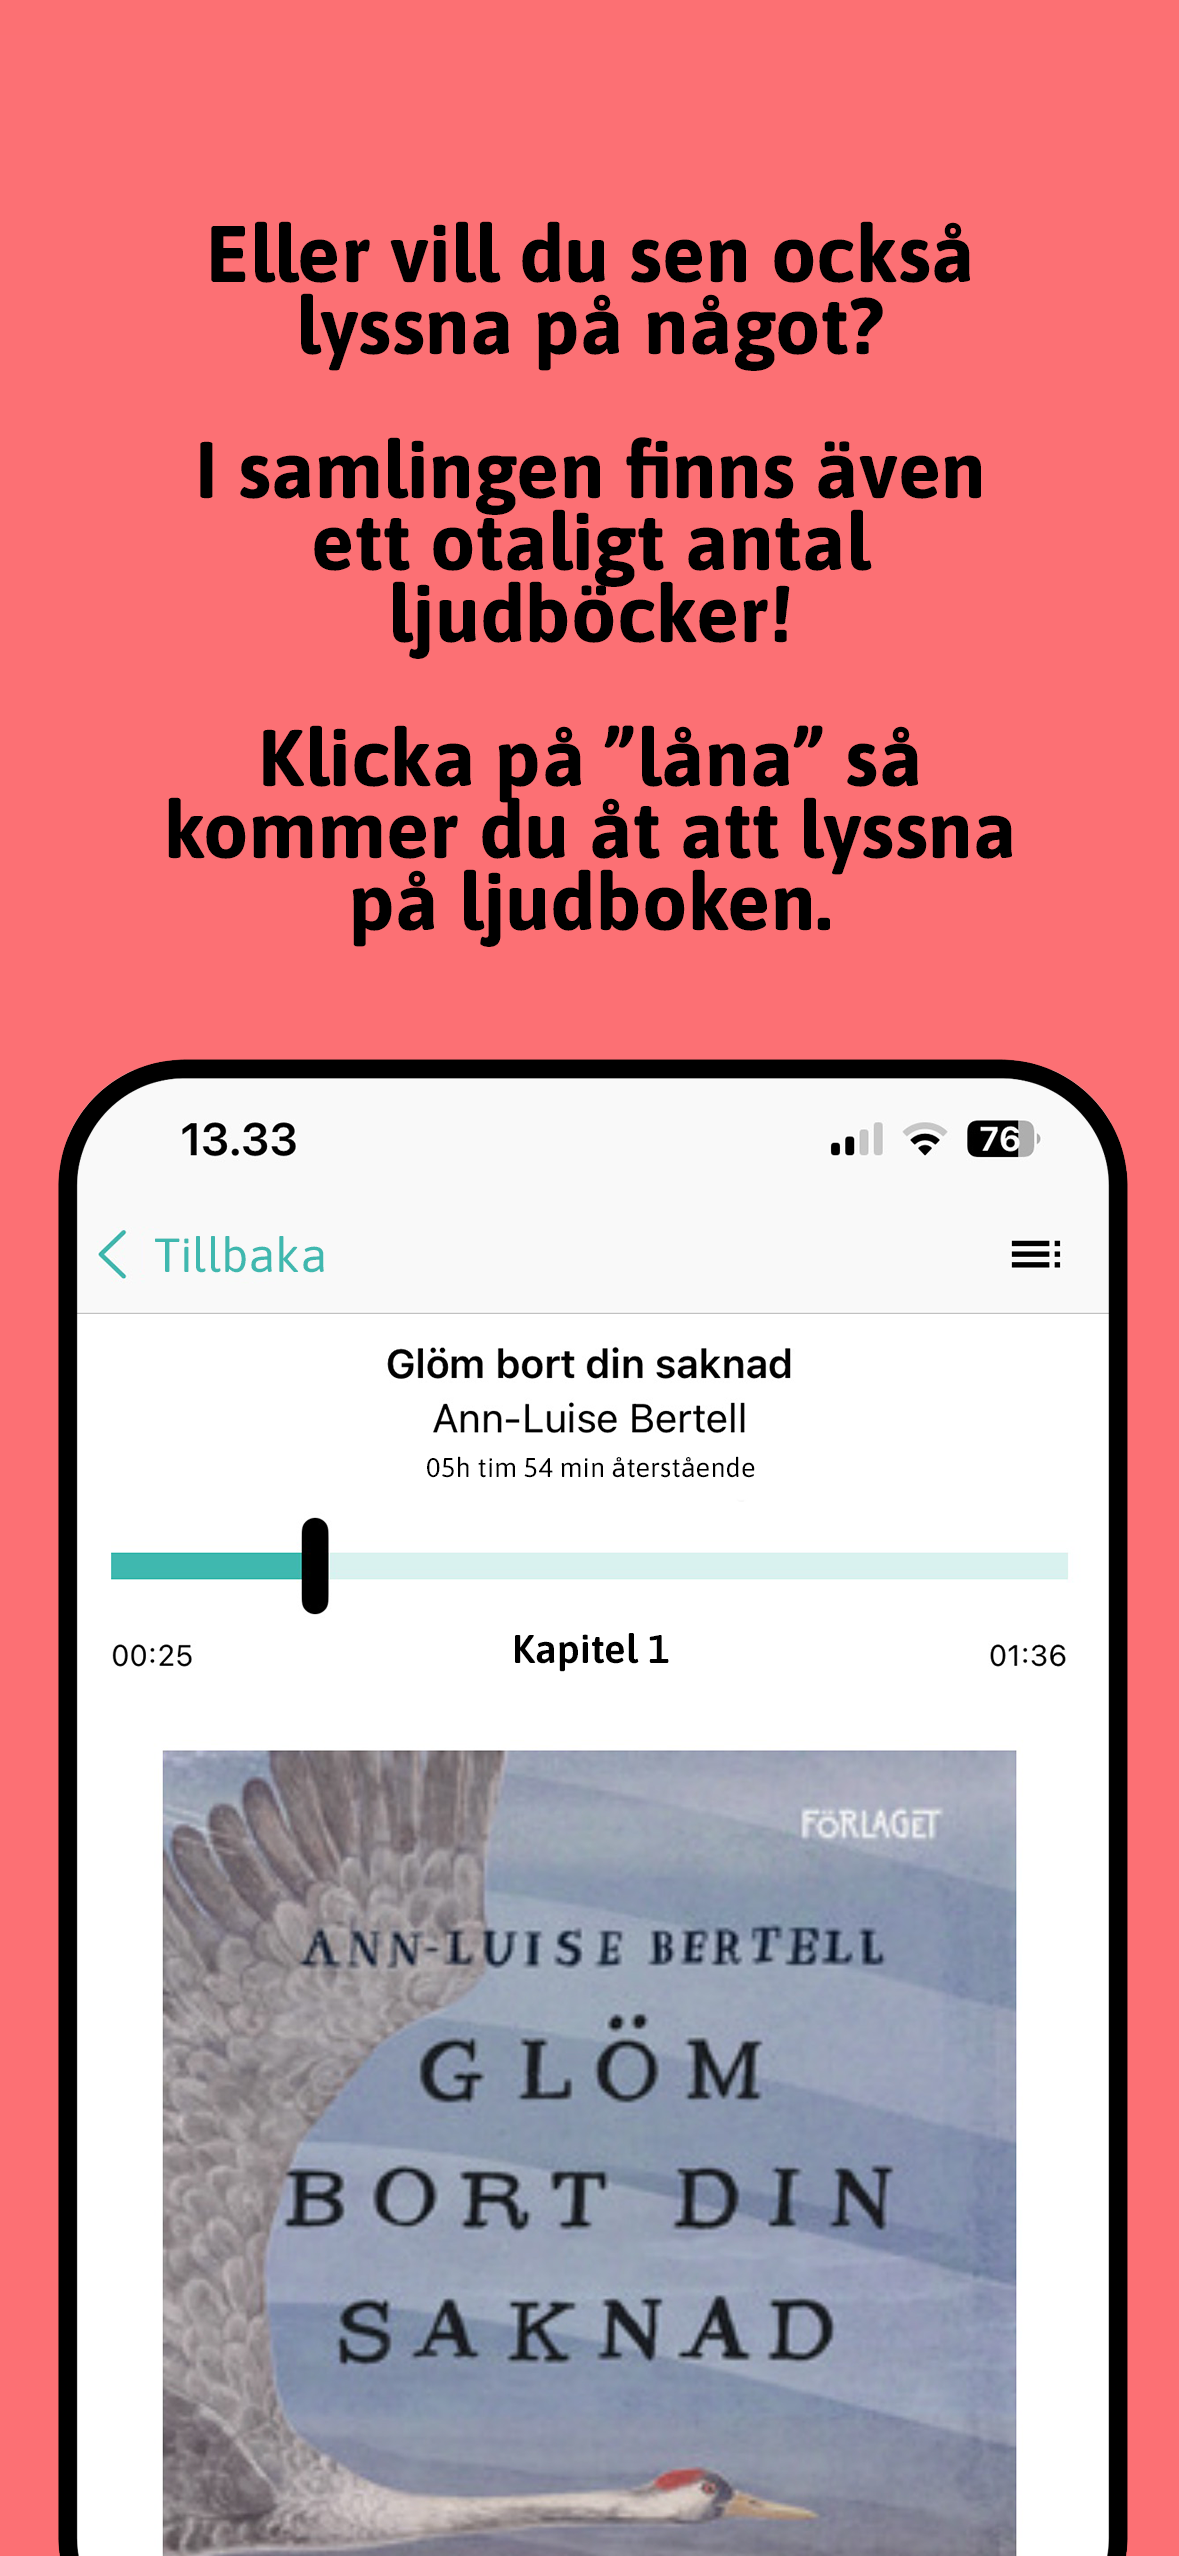 Eller vill du sen också
lyssna på något?
I samlingen finns även
ett otaligt antal
ljudböcker!
Klicka på ”låna” så
kommer du åt att lyssna
på ljudboken.
13.33
76
Tillbaka
Glöm bort din saknad
Ann-Luise Bertell
05h tim 54 min återstående
00:25
Kapitel 1
01:36
FÖRLAGET
ANN-LUISE BERTELL
GLÖM
BORT DIN
SAKNAD